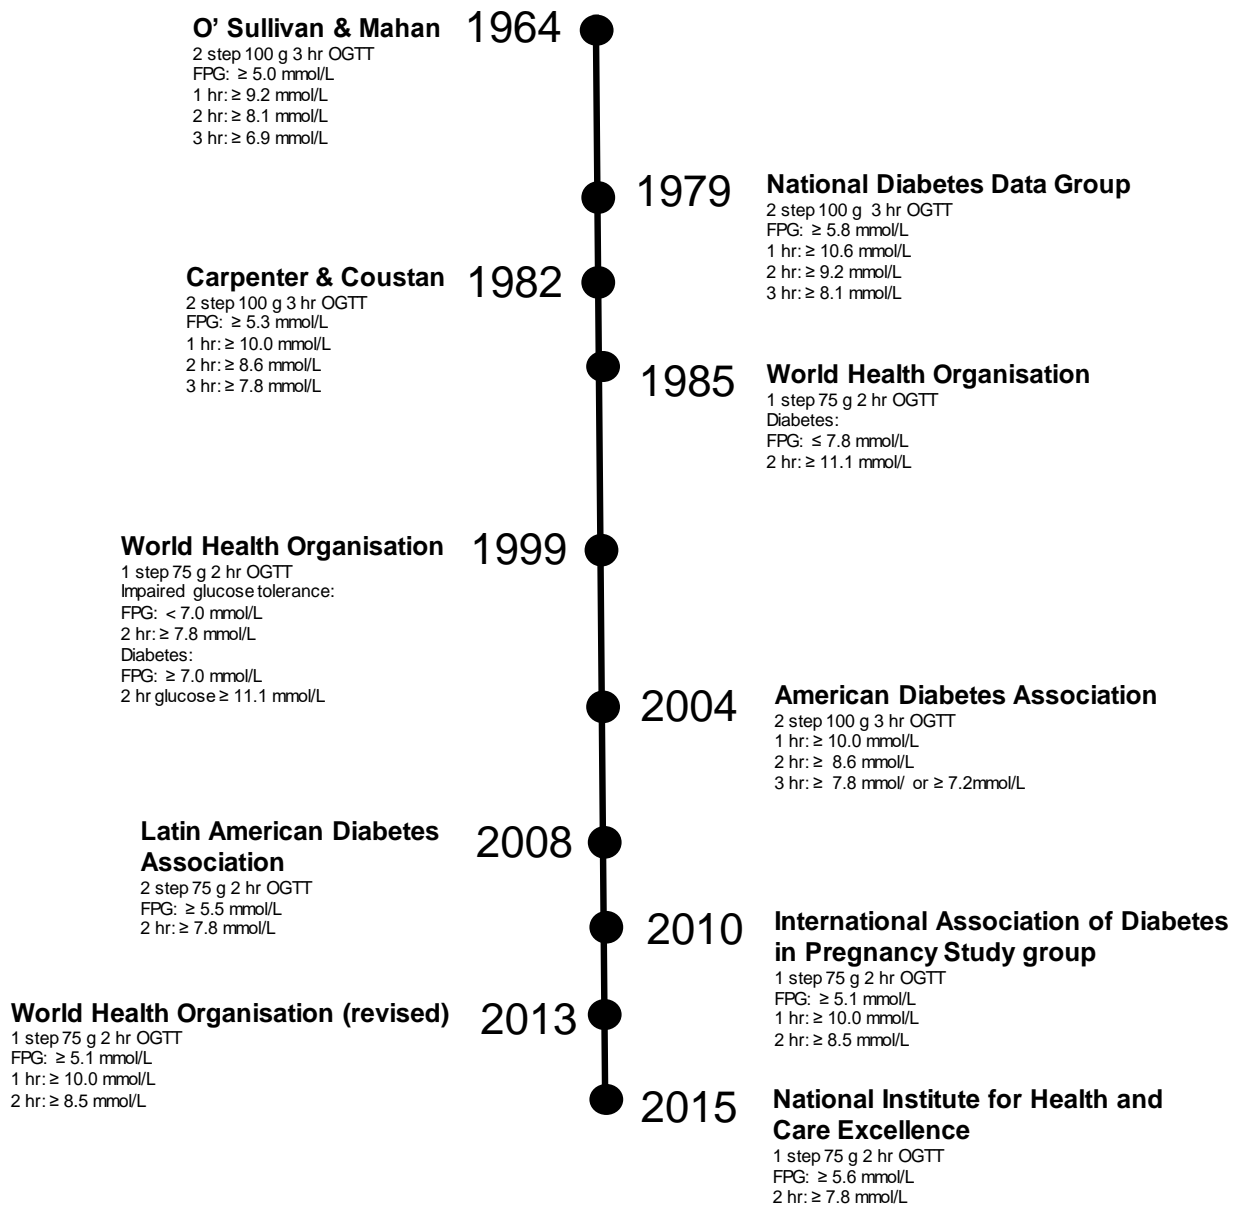 O' Sullivan & Mahan
1964
2 step 100 g 3 hr OGTT
FPG: ≥ 5.0 mmol/L
1 hr: ≥ 9.2 mmol/L
2 hr: ≥ 8.1 mmol/L
3 hr: ≥ 6.9 mmol/L
1979
National Diabetes Data Group
2 step 100 g 3 hr OGTT
FPG: ≥ 5.8 mmol/L
1 hr: ≥ 10.6 mmol/L
2 hr: ≥ 9.2 mmol/L
3 hr: ≥ 8.1 mmol/L
Carpenter & Coustan
1982
2 step 100 g 3 hr OGTT
FPG: ≥ 5.3 mmol/L
1 hr: ≥ 10.0 mmol/L
2 hr: ≥ 8.6 mmol/L
3 hr: ≥ 7.8 mmol/L
1985
World Health Organisation
1 step 75 g 2 hr OGTT
Diabetes:
FPG: ≤ 7.8 mmol/L
2 hr: ≥ 11.1 mmol/L
World Health Organisation
1999
1 step 75 g 2 hr OGTT
Impaired glucose tolerance:
FPG: < 7.0 mmol/L
2 hr: ≥ 7.8 mmol/L
Diabetes:
FPG: ≥ 7.0 mmol/L
2 hr glucose ≥ 11.1 mmol/L
2004
American Diabetes Association
2 step 100 g 3 hr OGTT
1 hr: ≥ 10.0 mmol/L
2 hr: ≥ 8.6 mmol/L
3 hr: ≥ 7.8 mmol/ or ≥ 7.2mmol/L
Latin American Diabetes
Association
2008
2 step 75 g 2 hr OGTT
FPG: ≥ 5.5 mmol/L
2 hr: ≥ 7.8 mmol/L
2010
International Association of Diabetes
in Pregnancy Study group
1 step 75 g 2 hr OGTT
FPG: ≥ 5.1 mmol/L
1 hr: ≥ 10.0 mmol/L
2 hr: ≥ 8.5 mmol/L
World Health Organisation (revised)
2013
1 step 75 g 2 hr OGTT
FPG: ≥ 5.1 mmol/L
1 hr: ≥ 10.0 mmol/L
2 hr: ≥ 8.5 mmol/L
2015
National Institute for Health and
Care Excellence
1 step 75 g 2 hr OGTT
FPG: ≥ 5.6 mmol/L
2 hr: ≥ 7.8 mmol/L